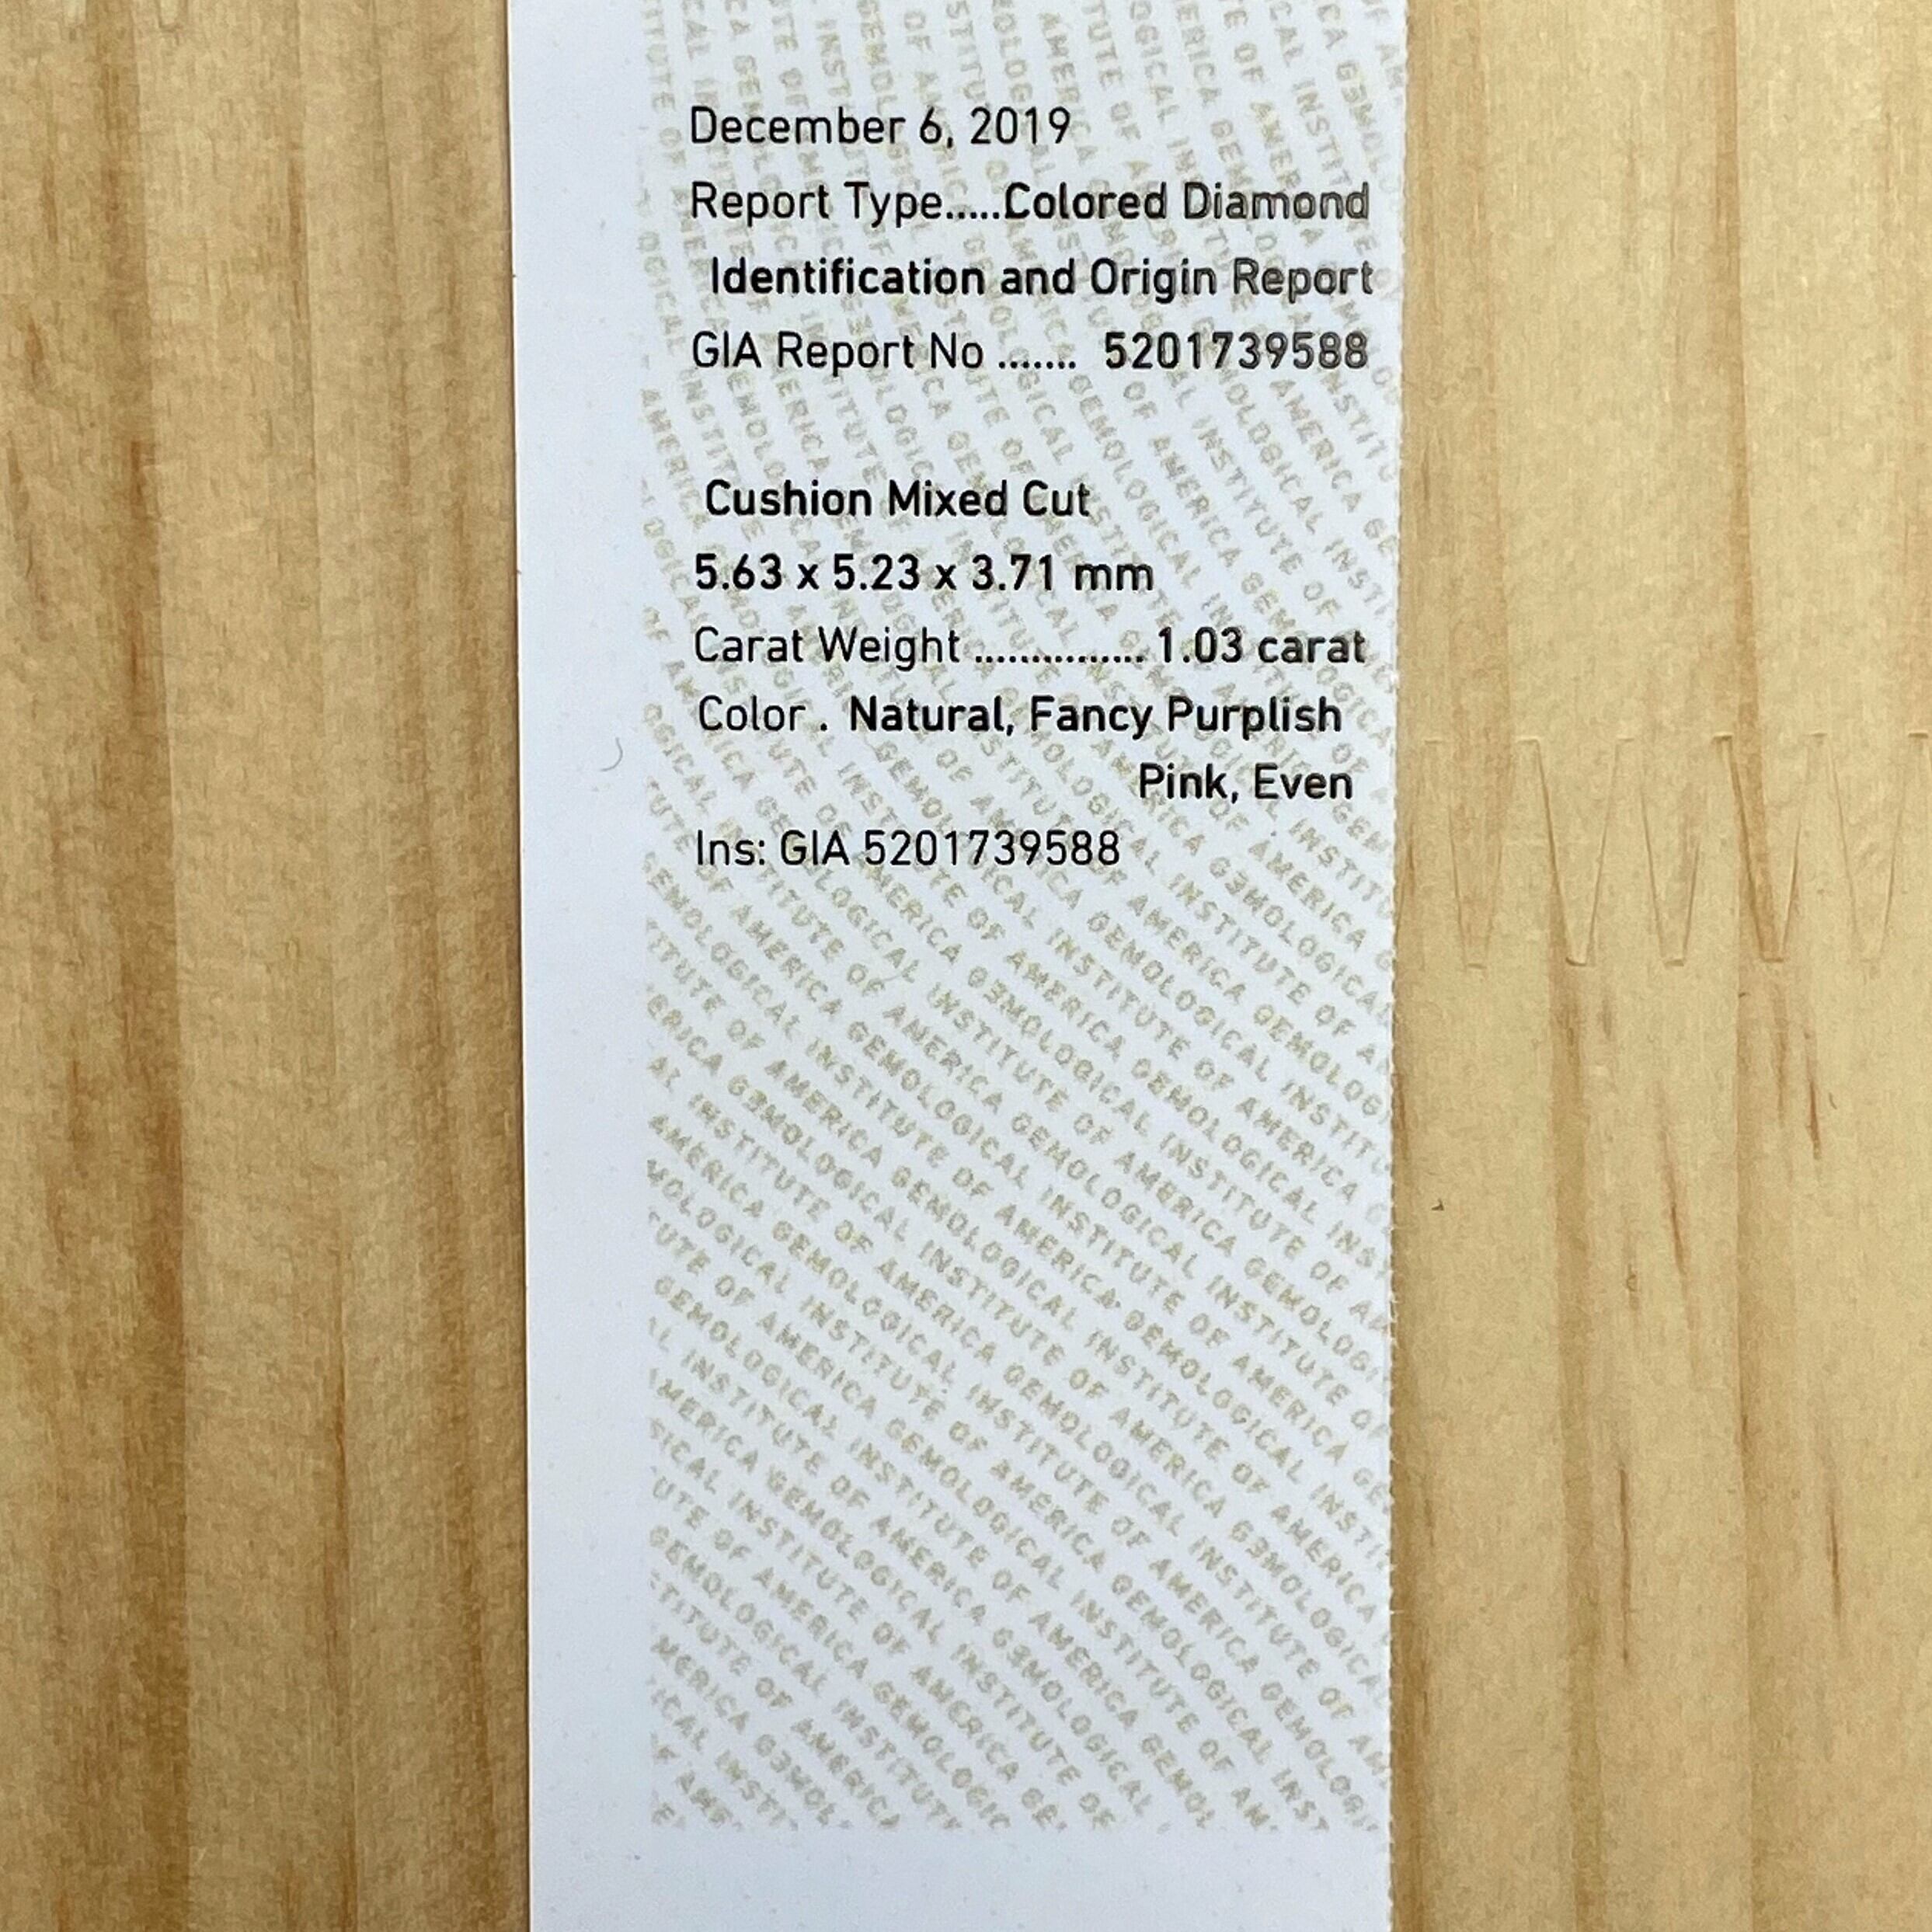 December 6, 2019
Report Type.....Colored Diamond
Identification and Origin Report
GIA Report No ....... 5201739588
Cushion Mixed Cut
5.63 x 5.23 x 3.71 mm
Carat Weight ............... 1.03 carat
Color . Natural, Fancy Purplish
Pink, Even
Ins: GIA 5201739588